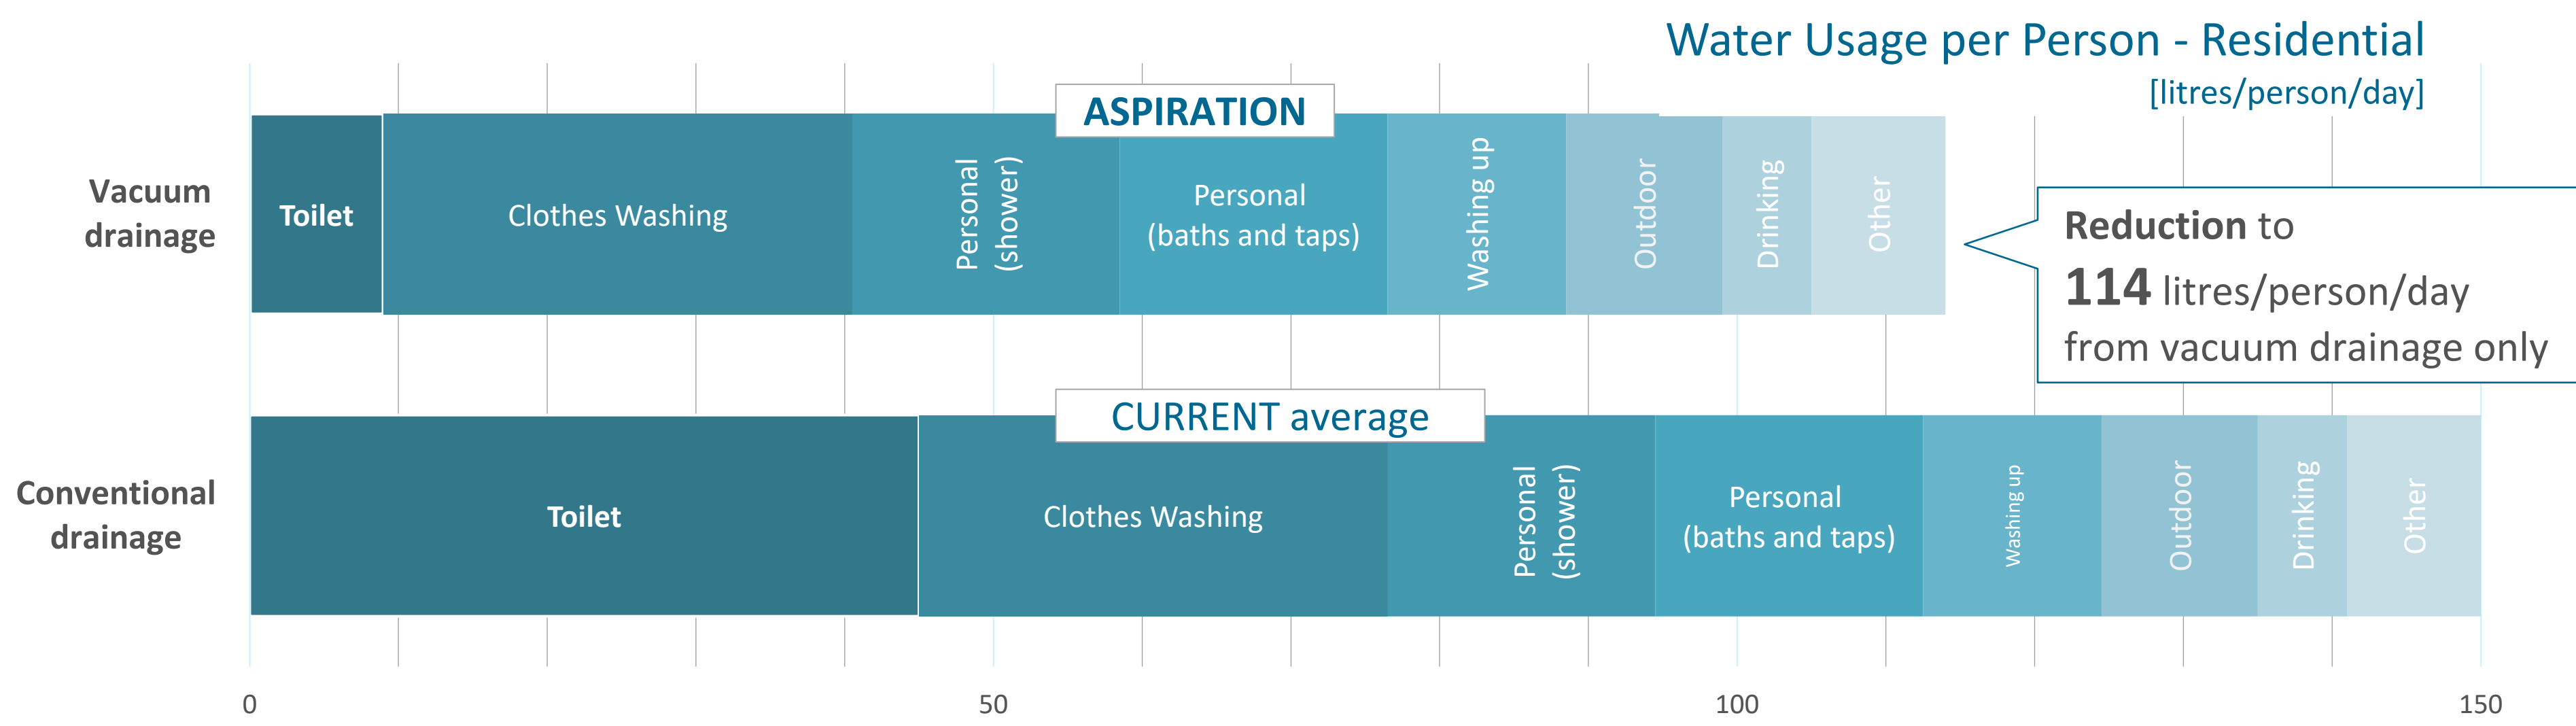 Water Usage per Person - Residential
[litres/person/day]
ASPIRATION
Vacuum
drainage
Toilet
Clothes Washing
Personal
(shower)
Personal
(baths and taps)
Washing up
Outdoor
Drinking
Other
Reduction to
114 litres/person/day
from vacuum drainage only
CURRENT average
Conventional
drainage
Toilet
Clothes Washing
Personal
(shower)
Personal
(baths and taps)
Washing up
Outdoor
Drinking
Other
0
50
100
150